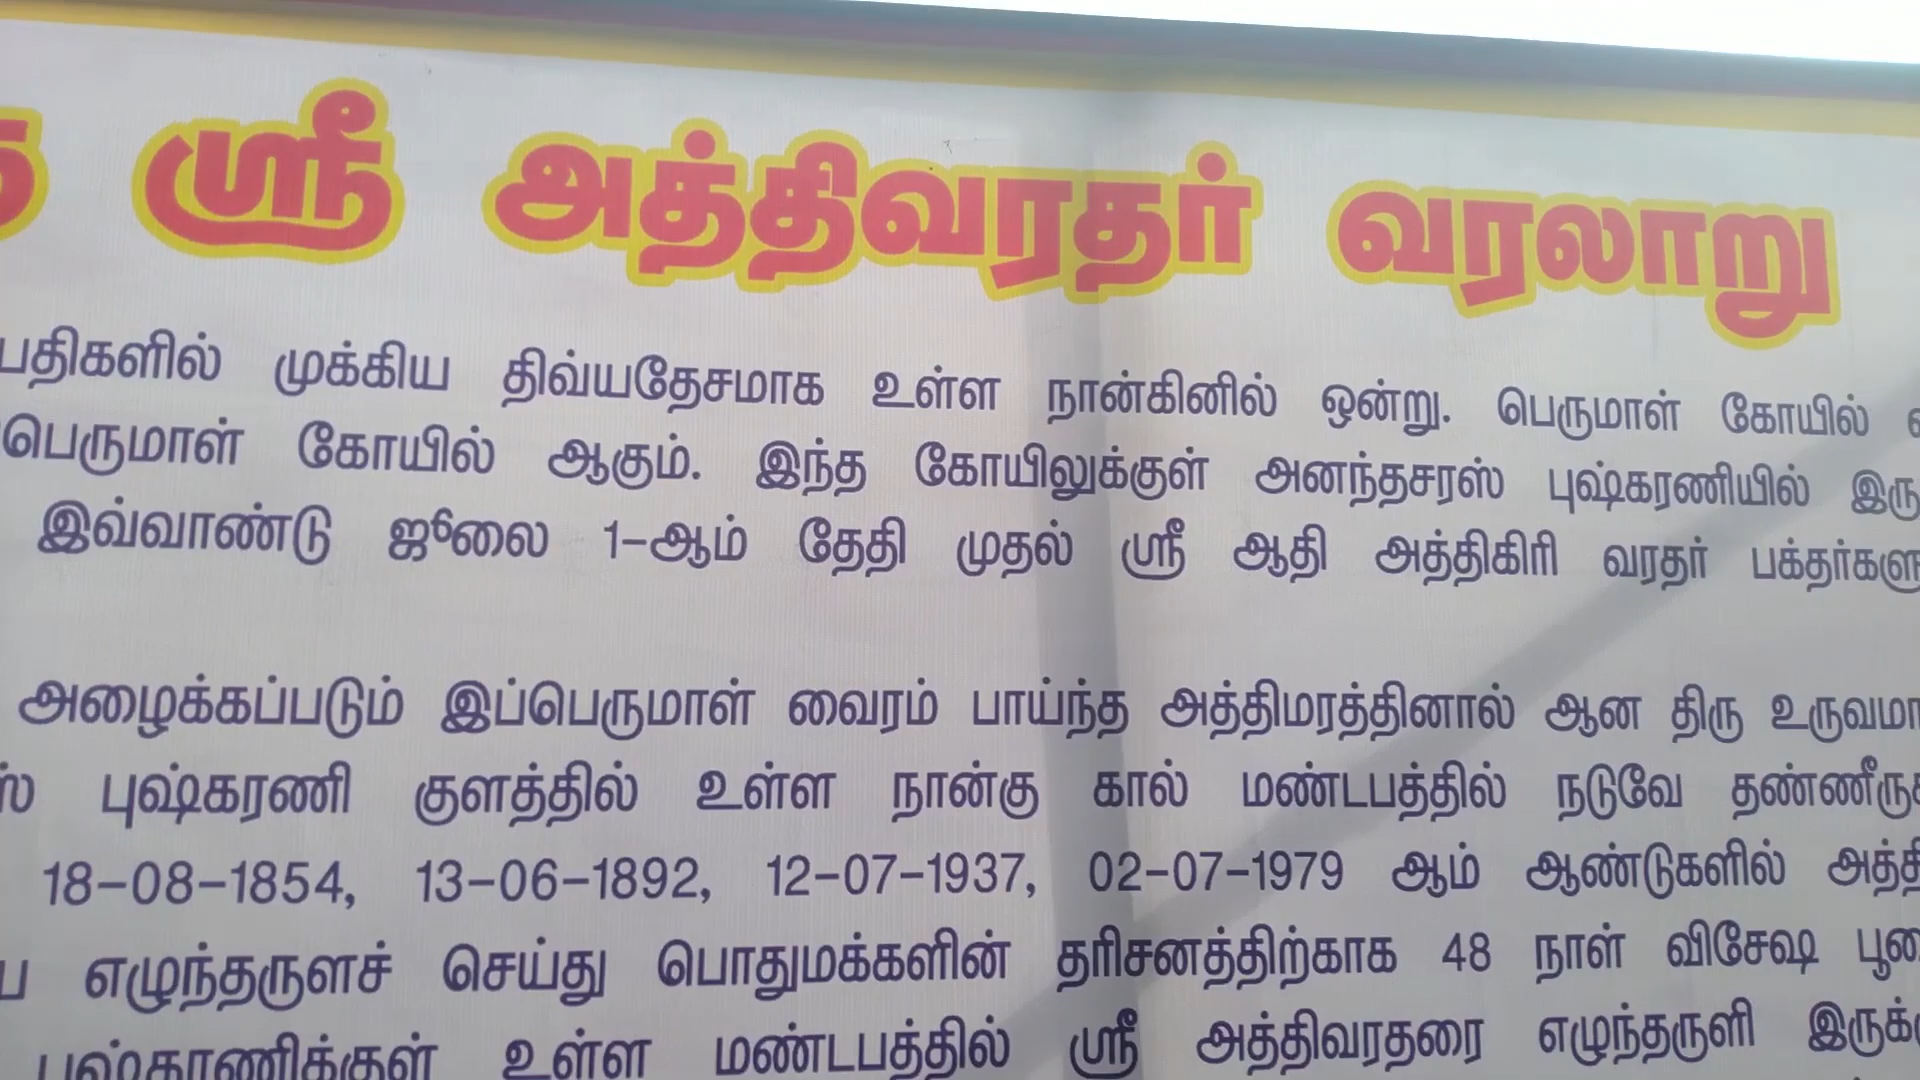 ஸ்ரீ அத்திவரதர் வரலாறு
முக்கிய திவ்யதேசமாக உள்ள நான்கினில் ஒன்று. பெருமாள் கோயில்
பெருமாள் கோயில் ஆகும். இந்த கோயிலுக்குள் அனந்தசரஸ் புஷ்கரணியில்
இவ்வாண்டு ஜூலை 1-ஆம் தேதி முதல் ஸ்ரீ ஆதி அத்திகிரி வரதர்
அழைக்கப்படும் இப்பெருமாள் வைரம் பாய்ந்த அத்திமரத்தினால் ஆன திரு
புஷ்கரணி குளத்தில் உள்ள நான்கு கால் மண்டபத்தில் நடுவே
18-08-1854, 13-06-1892, 12-07-1937, 02-07-1979 ஆம் ஆண்டுகளில்
எழுந்தருளச் செய்து பொதுமக்களின் தரிசனத்திற்காக 48 நாள் விசேஷ
புஷ்கரணிக்குள் உள்ள மண்டபத்தில் ஸ்ரீ அத்திவரதரை எழுந்தருளி